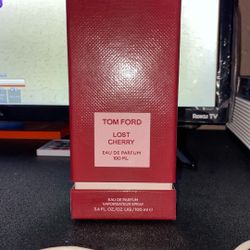 Roku TV
TOM FORD
LOST
CHERRY
EAU DE PARFUM
100 ML
EAU DE PARFUM
VAPORISATEUR SPRAY
3.4 FL.OZ./OZ. LIQ./100 ml ℮